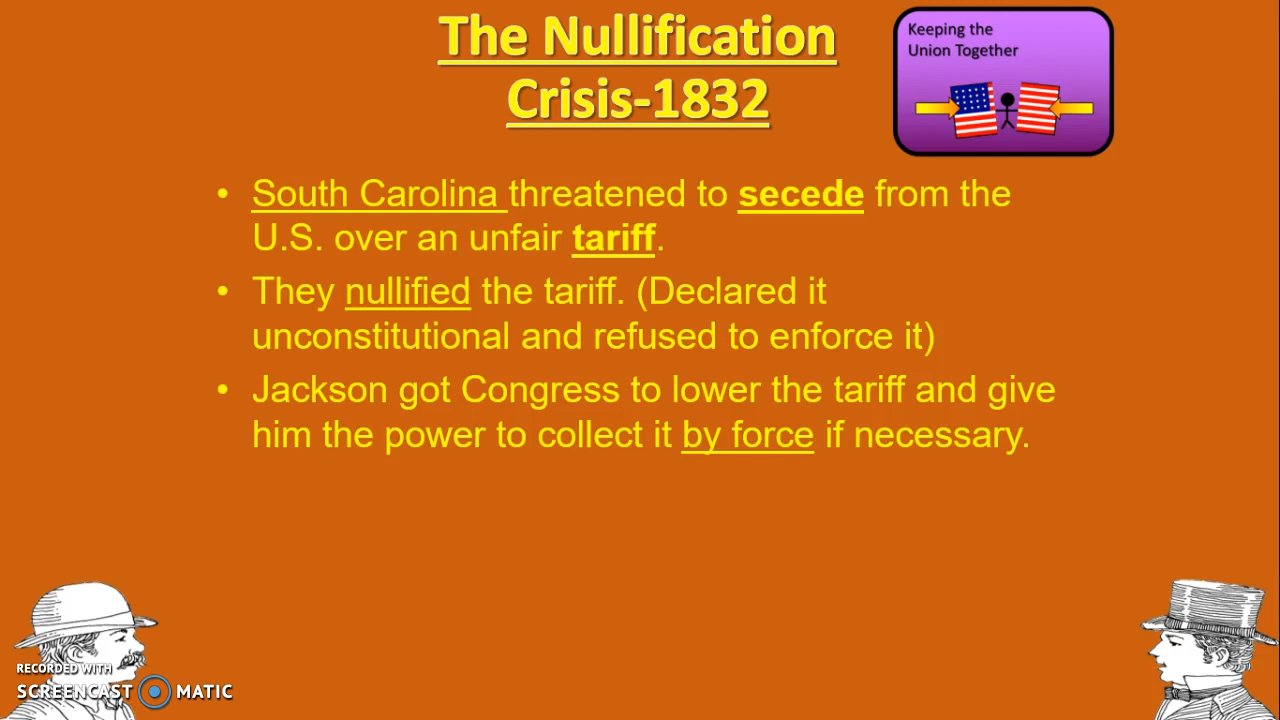 The Nullification
Crisis-1832
Keeping the
Union Together
• South Carolina threatened to secede from the
U.S. over an unfair tariff.
• They nullified the tariff. (Declared it
unconstitutional and refused to enforce it)
• Jackson got Congress to lower the tariff and give
him the power to collect it by force if necessary.
RECORDED WITH
SCREENCAST MATIC